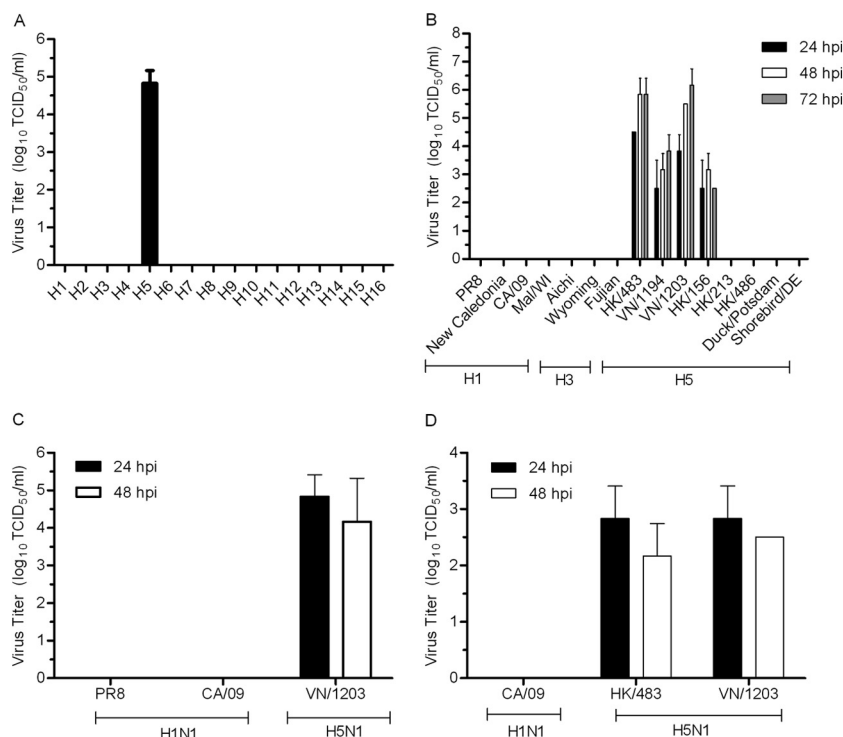 A
Virus Titer (log10 TCID50/ml)
6
5
4
3
2
1
0
H1
H2
H3
H4
H5
H6
H7
H8
H9
H10
H11
H12
H13
H14
H15
H16
B
24 hpi
48 hpi
72 hpi
Virus Titer (log10 TCID50/ml)
8
7
6
5
4
3
2
1
0
PR8
New Caledonia
CA/09
Mal/WI
Aichi
Wyoming
Fujian
HK/483
VN/1194
VN/1203
HK/156
HK/213
HK/486
Duck/Potsdam
Shorebird/DE
H1
H3
H5
C
24 hpi
48 hpi
Virus Titer (log10 TCID50/ml)
6
5
4
3
2
1
0
PR8
CA/09
VN/1203
H1N1
H5N1
D
24 hpi
48 hpi
Virus Titer (log10 TCID50/ml)
4
3
2
1
0
CA/09
HK/483
VN/1203
H1N1
H5N1